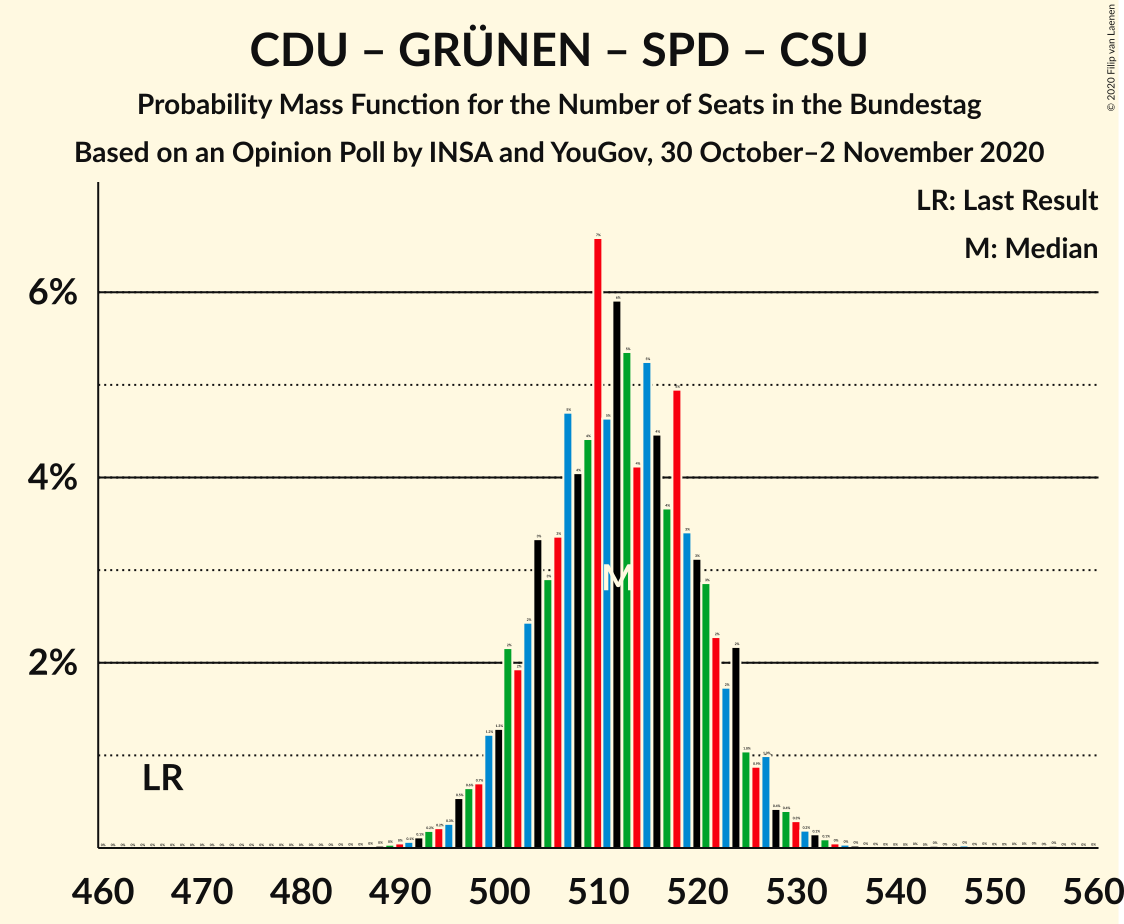 CDU – GRÜNEN – SPD – CSU
Probability Mass Function for the Number of Seats in the Bundestag
Based on an Opinion Poll by INSA and YouGov, 30 October–2 November 2020
© 2020 Filip van Laenen
LR: Last Result
M: Median
6%
4%
2%
LR
M
460 470 480 490 500 510 520 530 540 550 560